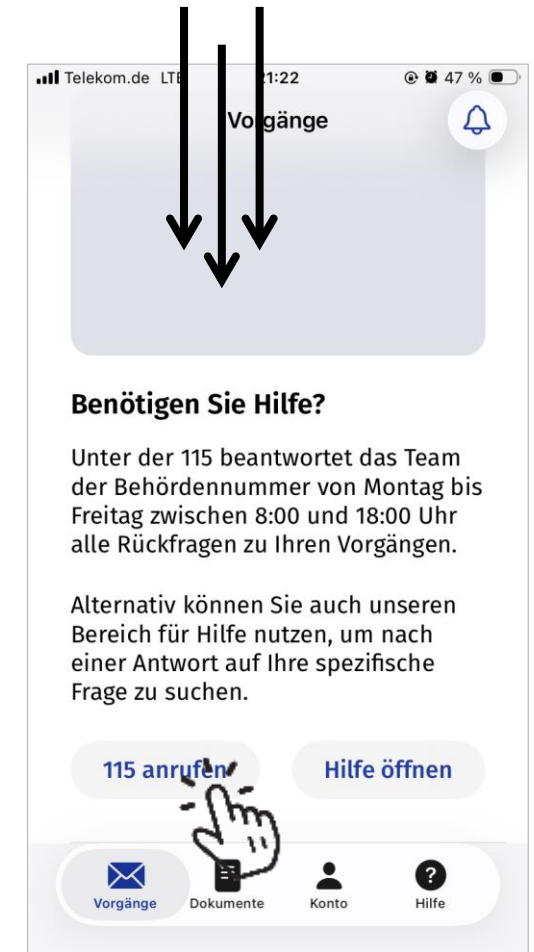 Telekom.de LTE 21:22 47 %
Vorgänge
Benötigen Sie Hilfe?
Unter der 115 beantwortet das Team
der Behördennummer von Montag bis
Freitag zwischen 8:00 und 18:00 Uhr
alle Rückfragen zu Ihren Vorgängen.
Alternativ können Sie auch unseren
Bereich für Hilfe nutzen, um nach
einer Antwort auf Ihre spezifische
Frage zu suchen.
115 anrufen Hilfe öffnen
Vorgänge Dokumente Konto Hilfe